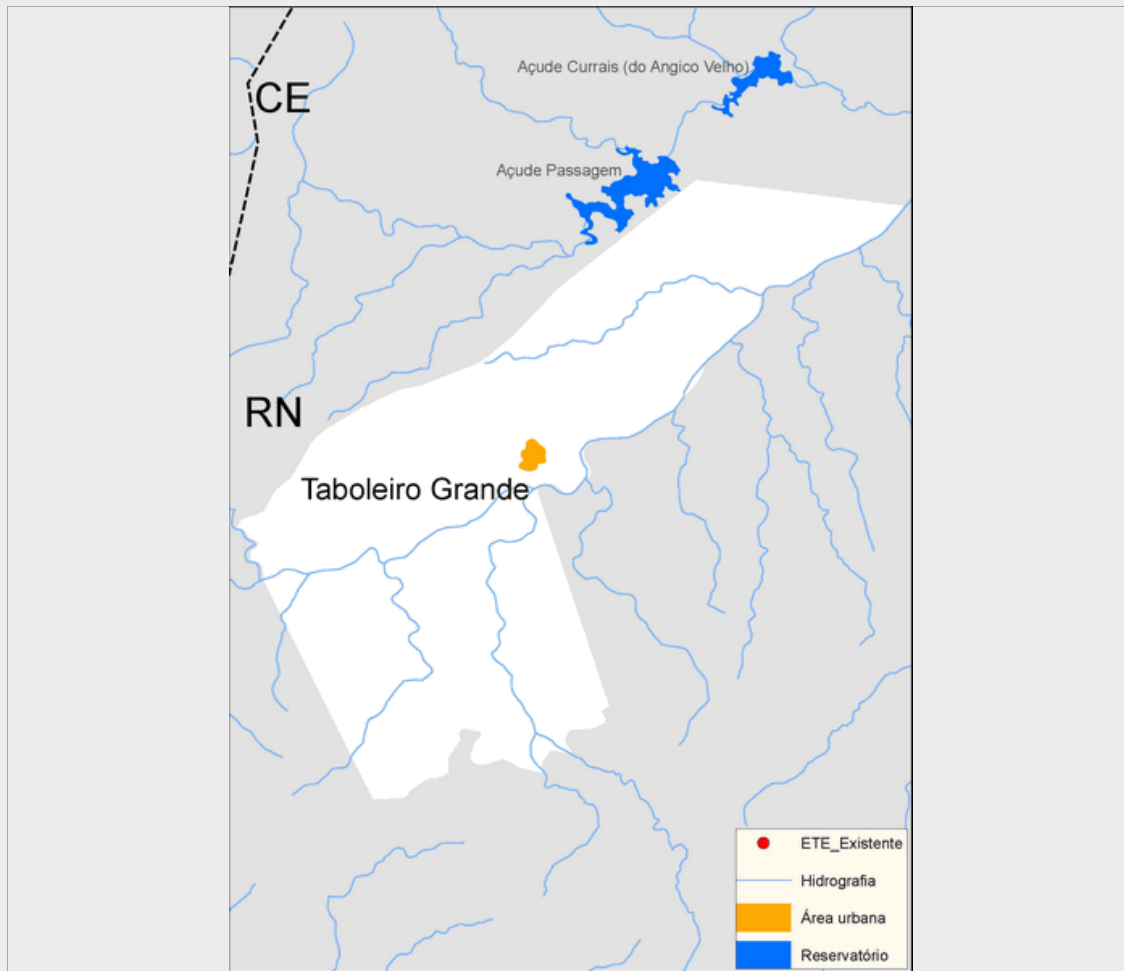 Açude Currais (do Angico Velho)
CE
Açude Passagem
RN
Taboleiro Grande
ETE_Existente
Hidrografia
Área urbana
Reservatório